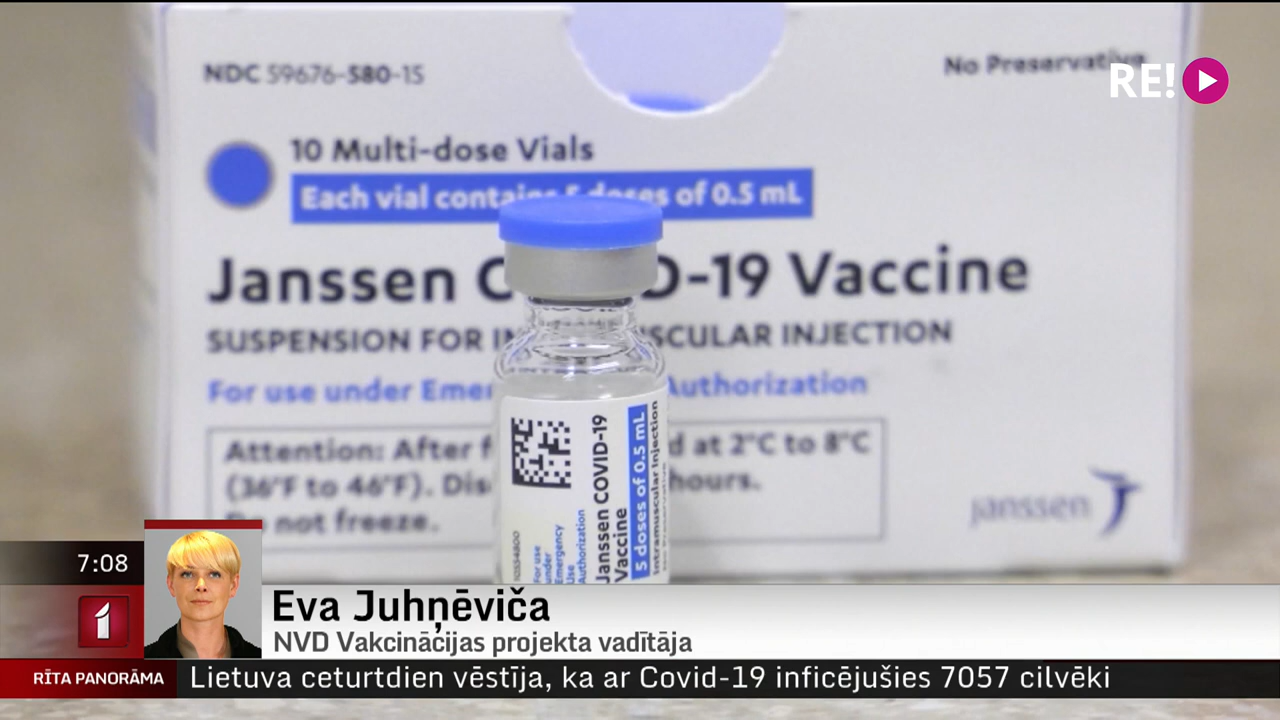 NDC 59676-580-15
No Preservative
RE!
10 Multi-dose Vials
Each vial contains 5 doses of 0.5 mL
Janssen C D-19 Vaccine
SUSPENSION FOR IN SCULAR INJECTION
For use under Emer Authorization
Attention: After f d at 2°C to 8°C
(36°F to 46°F). Dis hours.
Do not freeze.
janssen
Janssen COVID-19
Vaccine
5 doses of 0.5 mL
Intramuscular Injection
For use
under
Emergency
Use
Authorization
7:08
1
Eva Juhņēviča
NVD Vakcinācijas projekta vadītāja
RĪTA PANORĀMA
Lietuva ceturtdien vēstīja, ka ar Covid-19 inficējušies 7057 cilvēki